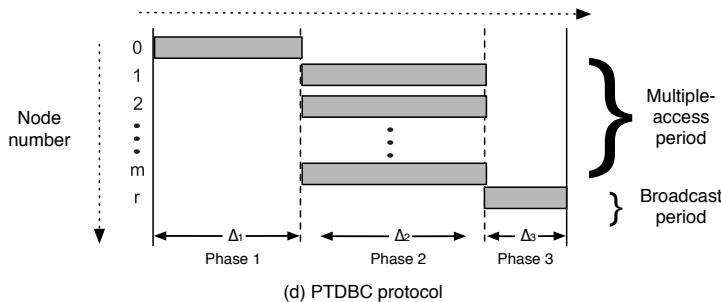 0
1
2
m
r
Node
number
Multiple-
access
period
Broadcast
period
Δ1
Δ2
Δ3
Phase 1
Phase 2
Phase 3
(d) PTDBC protocol